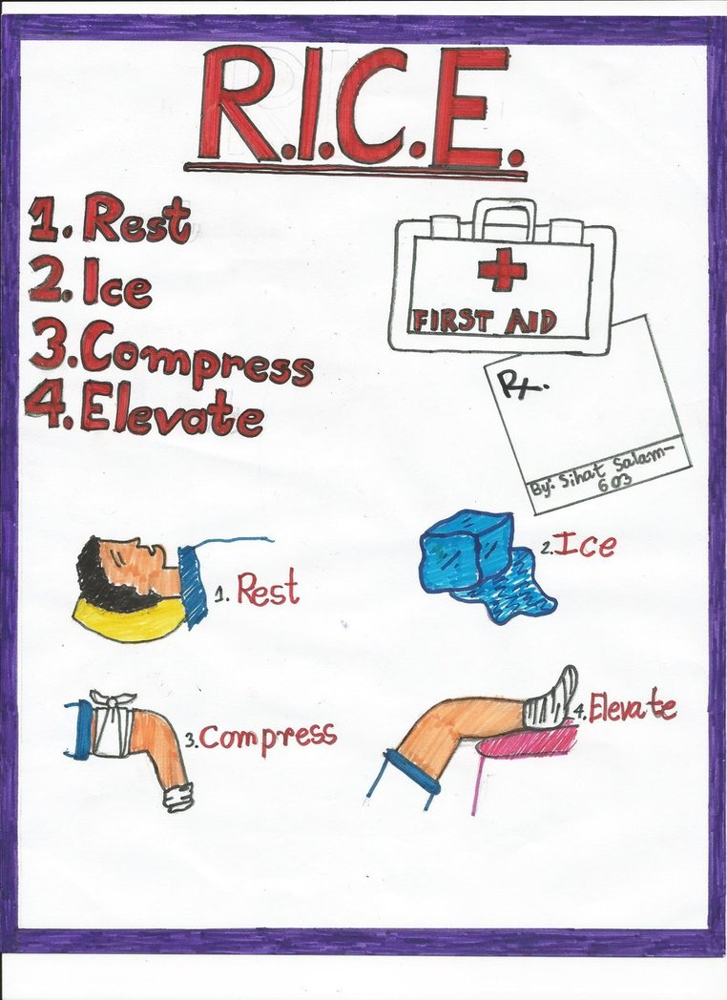 R.I.C.E.
1. Rest
2. Ice
3. Compress
4. Elevate
FIRST AID
Rx.
By: Sihat Salam-
603
1. Rest
2. Ice
3. Compress
4. Elevate